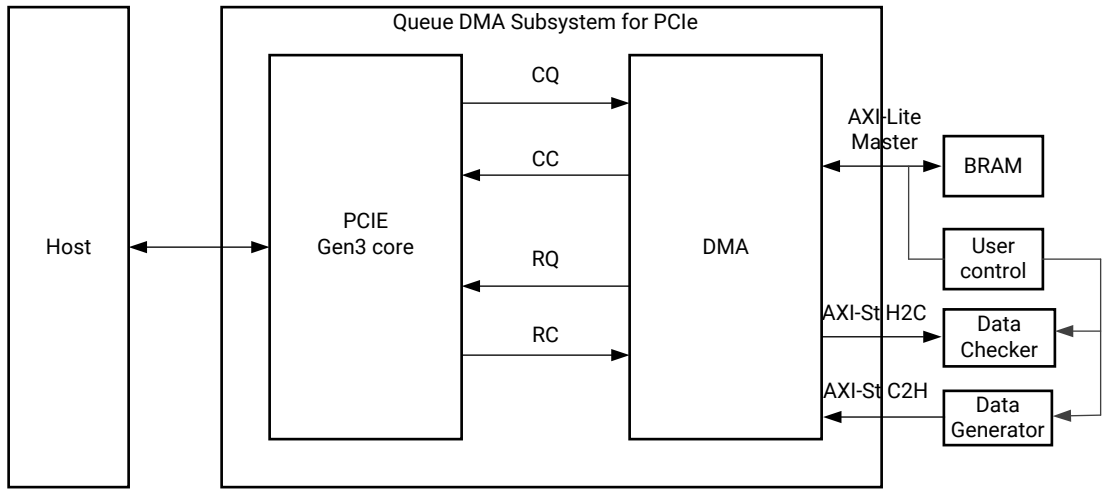 Queue DMA Subsystem for PCIe
Host
PCIE
Gen3 core
CQ
CC
RQ
RC
DMA
AXI-Lite
Master
BRAM
User
control
AXI-St H2C
Data
Checker
AXI-St C2H
Data
Generator